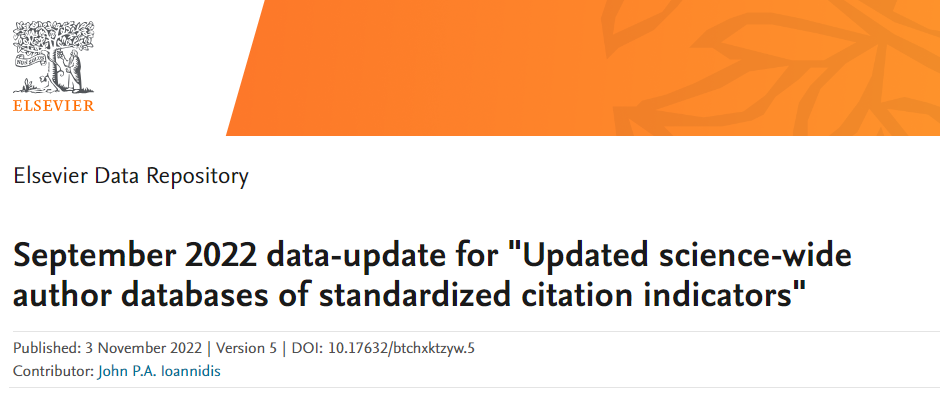 ELSEVIER
Elsevier Data Repository
September 2022 data-update for "Updated science-wide
author databases of standardized citation indicators"
Published: 3 November 2022 | Version 5 | DOI: 10.17632/btchxktzyw.5
Contributor: John P.A. Ioannidis